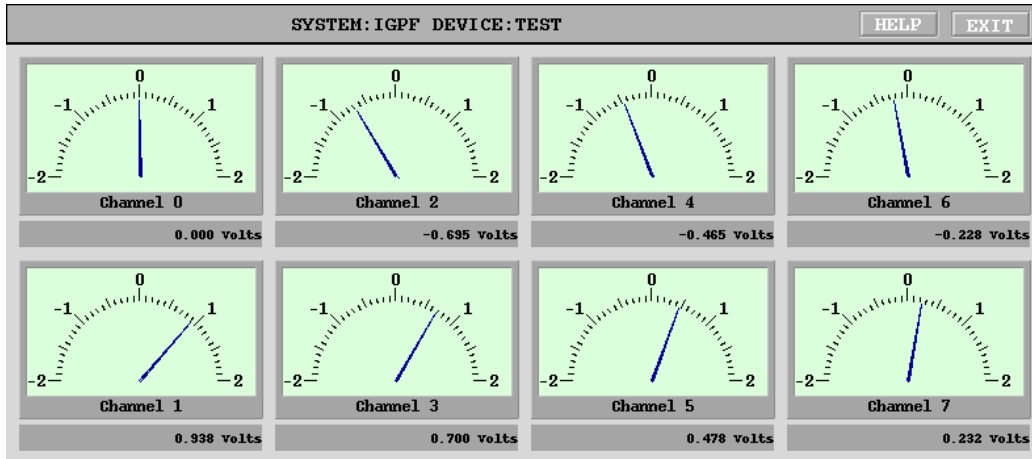 SYSTEM:IGPF DEVICE:TEST HELP EXIT
0 0 0 0
-1 1 -1 1 -1 1 -1 1
-2 2 -2 2 -2 2 -2 2
Channel 0 Channel 2 Channel 4 Channel 6
0.000 Volts -0.695 Volts -0.465 Volts -0.228 Volts
0 0 0 0
-1 1 -1 1 -1 1 -1 1
-2 2 -2 2 -2 2 -2 2
Channel 1 Channel 3 Channel 5 Channel 7
0.938 Volts 0.700 Volts 0.478 Volts 0.232 Volts